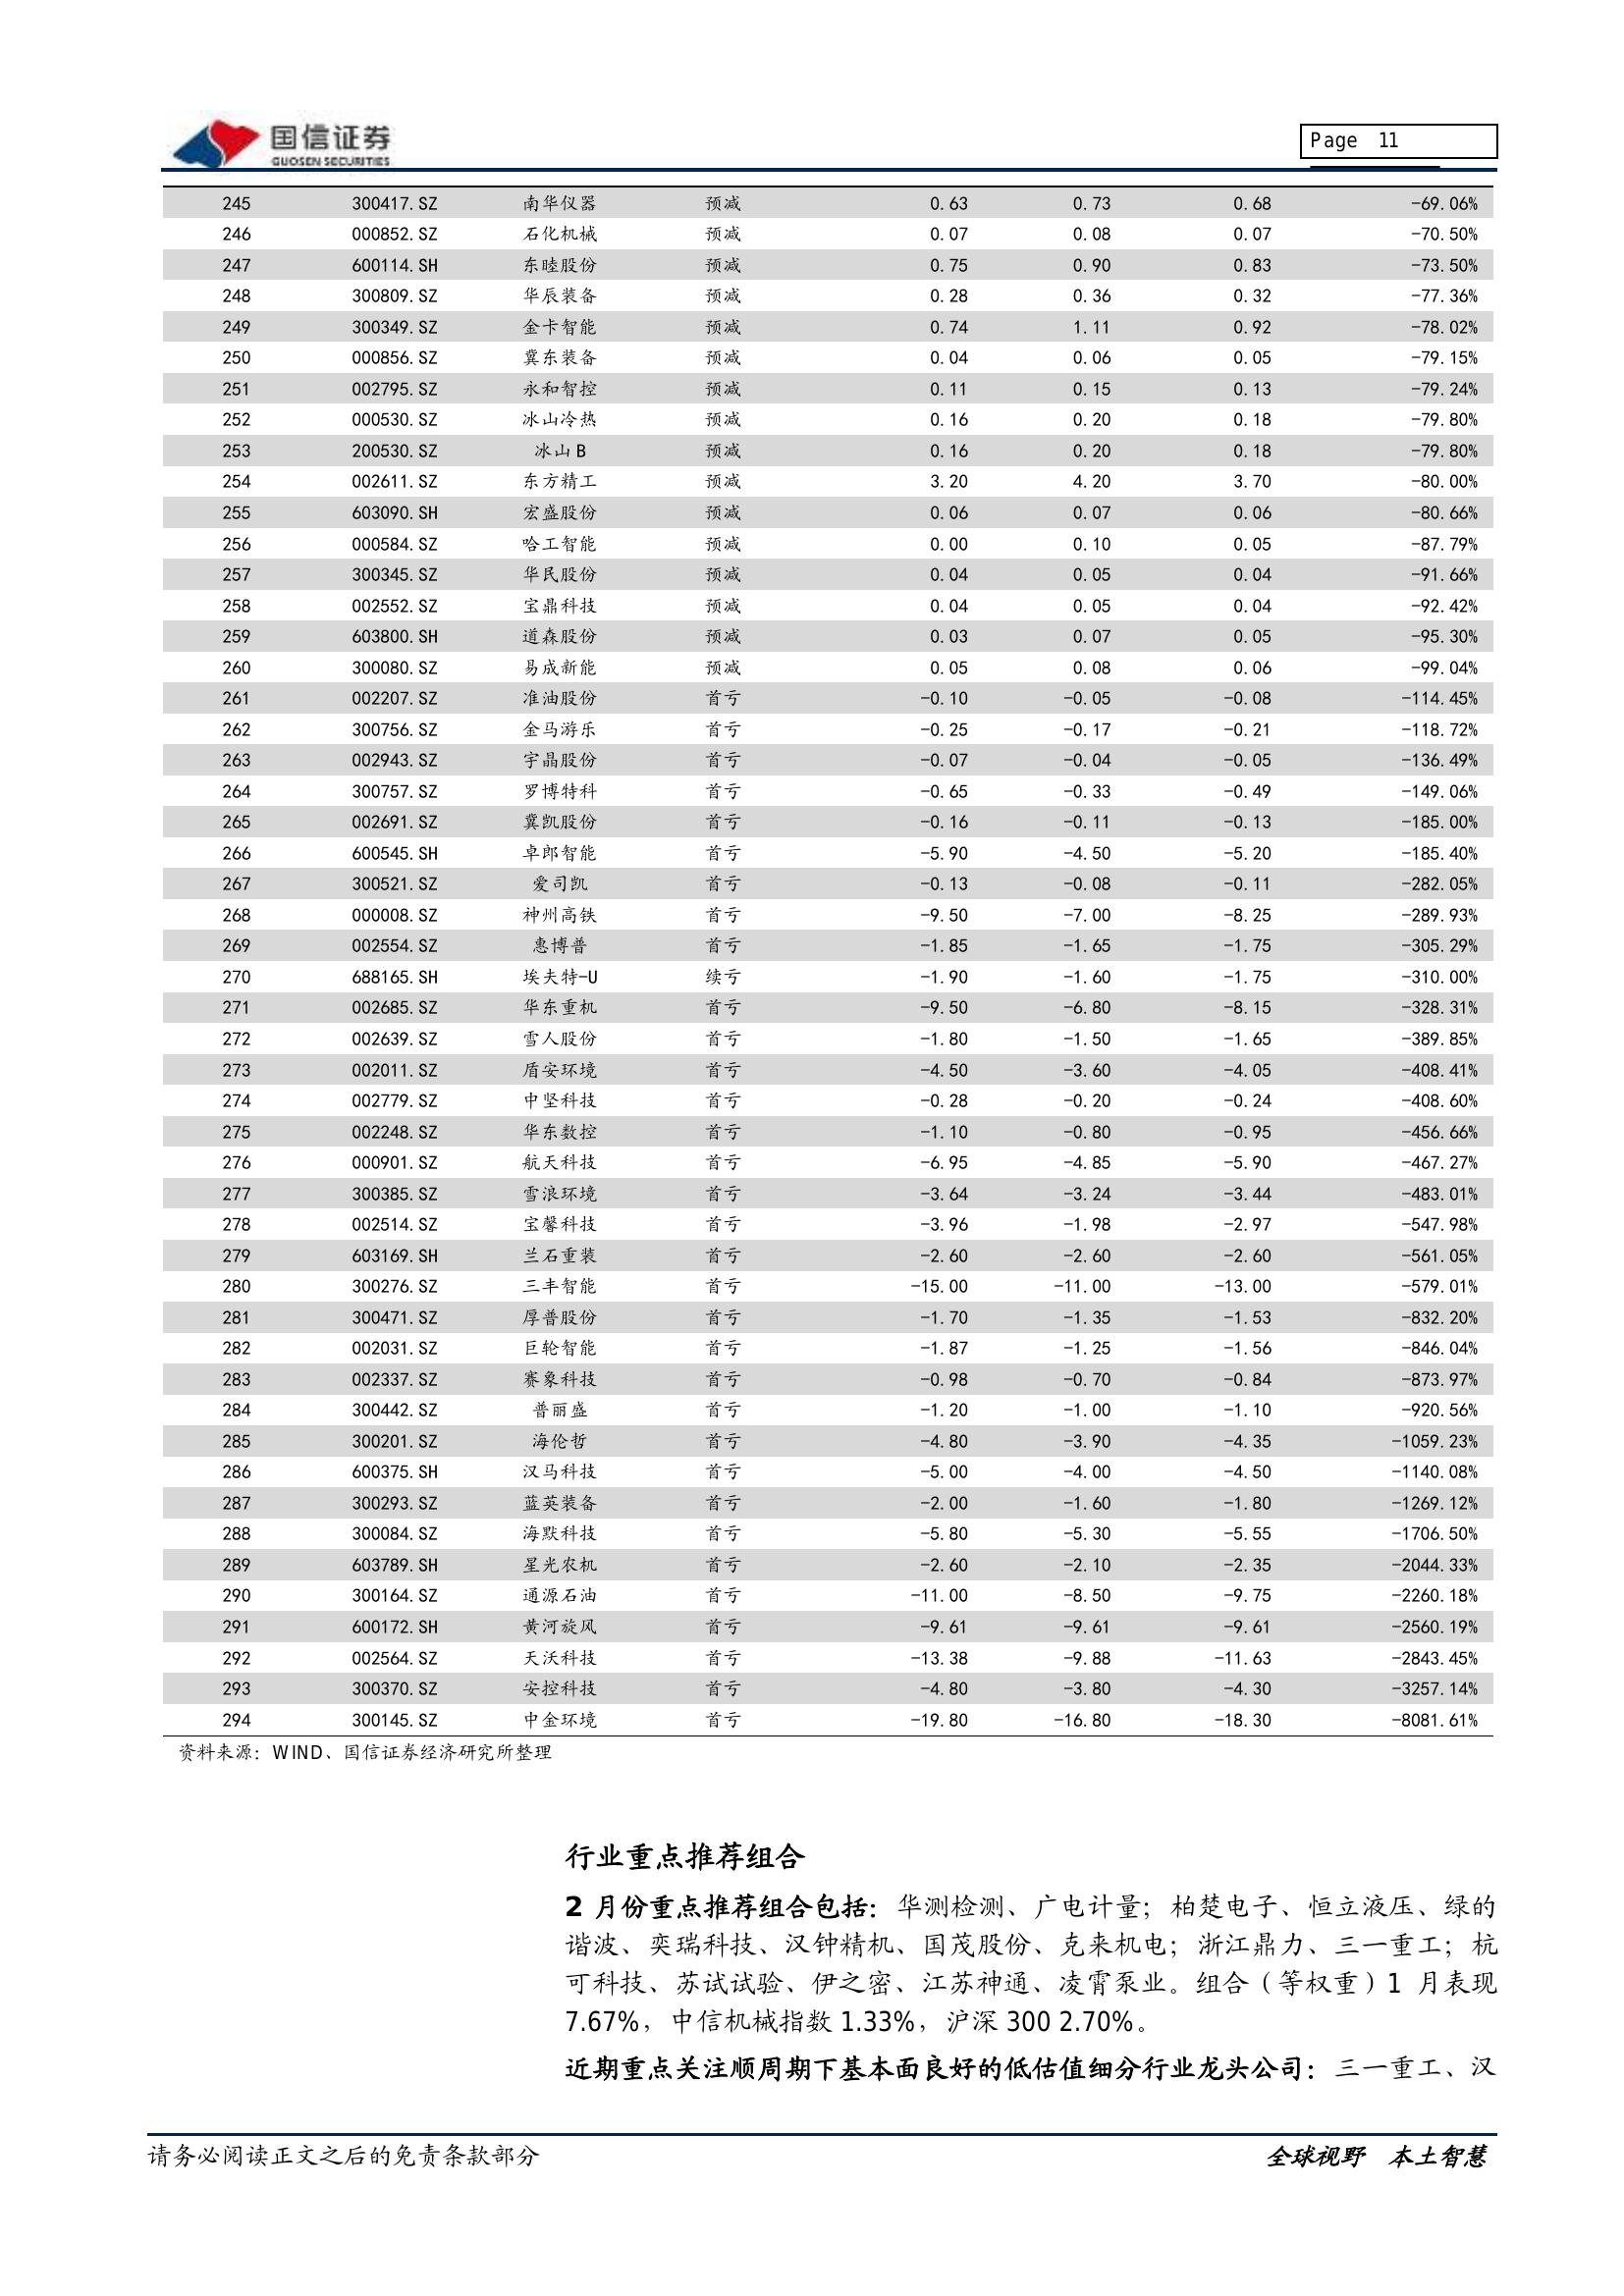 国信证券
GUOSEN SECURITIES
Page 11
245 300417.SZ 南华仪器 预减 0.63 0.73 0.68 -69.06%
246 000852.SZ 石化机械 预减 0.07 0.08 0.07 -70.50%
247 600114.SH 东睦股份 预减 0.75 0.90 0.83 -73.50%
248 300809.SZ 华辰装备 预减 0.28 0.36 0.32 -77.36%
249 300349.SZ 金卡智能 预减 0.74 1.11 0.92 -78.02%
250 000856.SZ 冀东装备 预减 0.04 0.06 0.05 -79.15%
251 002795.SZ 永和智控 预减 0.11 0.15 0.13 -79.24%
252 000530.SZ 冰山冷热 预减 0.16 0.20 0.18 -79.80%
253 200530.SZ 冰山 B 预减 0.16 0.20 0.18 -79.80%
254 002611.SZ 东方精工 预减 3.20 4.20 3.70 -80.00%
255 603090.SH 宏盛股份 预减 0.06 0.07 0.06 -80.66%
256 000584.SZ 哈工智能 预减 0.00 0.10 0.05 -87.79%
257 300345.SZ 华民股份 预减 0.04 0.05 0.04 -91.66%
258 002552.SZ 宝鼎科技 预减 0.04 0.05 0.04 -92.42%
259 603800.SH 道森股份 预减 0.03 0.07 0.05 -95.30%
260 300080.SZ 易成新能 预减 0.05 0.08 0.06 -99.04%
261 002207.SZ 准油股份 首亏 -0.10 -0.05 -0.08 -114.45%
262 300756.SZ 金马游乐 首亏 -0.25 -0.17 -0.21 -118.72%
263 002943.SZ 宇晶股份 首亏 -0.07 -0.04 -0.05 -136.49%
264 300757.SZ 罗博特科 首亏 -0.65 -0.33 -0.49 -149.06%
265 002691.SZ 冀凯股份 首亏 -0.16 -0.11 -0.13 -185.00%
266 600545.SH 卓郎智能 首亏 -5.90 -4.50 -5.20 -185.40%
267 300521.SZ 爱司凯 首亏 -0.13 -0.08 -0.11 -282.05%
268 000008.SZ 神州高铁 首亏 -9.50 -7.00 -8.25 -289.93%
269 002554.SZ 惠博普 首亏 -1.85 -1.65 -1.75 -305.29%
270 688165.SH 埃夫特-U 续亏 -1.90 -1.60 -1.75 -310.00%
271 002685.SZ 华东重机 首亏 -9.50 -6.80 -8.15 -328.31%
272 002639.SZ 雪人股份 首亏 -1.80 -1.50 -1.65 -389.85%
273 002011.SZ 盾安环境 首亏 -4.50 -3.60 -4.05 -408.41%
274 002779.SZ 中坚科技 首亏 -0.28 -0.20 -0.24 -408.60%
275 002248.SZ 华东数控 首亏 -1.10 -0.80 -0.95 -456.66%
276 000901.SZ 航天科技 首亏 -6.95 -4.85 -5.90 -467.27%
277 300385.SZ 雪浪环境 首亏 -3.64 -3.24 -3.44 -483.01%
278 002514.SZ 宝馨科技 首亏 -3.96 -1.98 -2.97 -547.98%
279 603169.SH 兰石重装 首亏 -2.60 -2.60 -2.60 -561.05%
280 300276.SZ 三丰智能 首亏 -15.00 -11.00 -13.00 -579.01%
281 300471.SZ 厚普股份 首亏 -1.70 -1.35 -1.53 -832.20%
282 002031.SZ 巨轮智能 首亏 -1.87 -1.25 -1.56 -846.04%
283 002337.SZ 赛象科技 首亏 -0.98 -0.70 -0.84 -873.97%
284 300442.SZ 普丽盛 首亏 -1.20 -1.00 -1.10 -920.56%
285 300201.SZ 海伦哲 首亏 -4.80 -3.90 -4.35 -1059.23%
286 600375.SH 汉马科技 首亏 -5.00 -4.00 -4.50 -1140.08%
287 300293.SZ 蓝英装备 首亏 -2.00 -1.60 -1.80 -1269.12%
288 300084.SZ 海默科技 首亏 -5.80 -5.30 -5.55 -1706.50%
289 603789.SH 星光农机 首亏 -2.60 -2.10 -2.35 -2044.33%
290 300164.SZ 通源石油 首亏 -11.00 -8.50 -9.75 -2260.18%
291 600172.SH 黄河旋风 首亏 -9.61 -9.61 -9.61 -2560.19%
292 002564.SZ 天沃科技 首亏 -13.38 -9.88 -11.63 -2843.45%
293 300370.SZ 安控科技 首亏 -4.80 -3.80 -4.30 -3257.14%
294 300145.SZ 中金环境 首亏 -19.80 -16.80 -18.30 -8081.61%
资料来源：WIND、国信证券经济研究所整理
行业重点推荐组合
2 月份重点推荐组合包括：华测检测、广电计量；柏楚电子、恒立液压、绿的
谐波、奕瑞科技、汉钟精机、国茂股份、克来机电；浙江鼎力、三一重工；杭
可科技、苏试试验、伊之密、江苏神通、凌霄泵业。组合（等权重）1 月表现
7.67%，中信机械指数 1.33%，沪深 300 2.70%。
近期重点关注顺周期下基本面良好的低估值细分行业龙头公司：三一重工、汉
请务必阅读正文之后的免责条款部分
全球视野 本土智慧